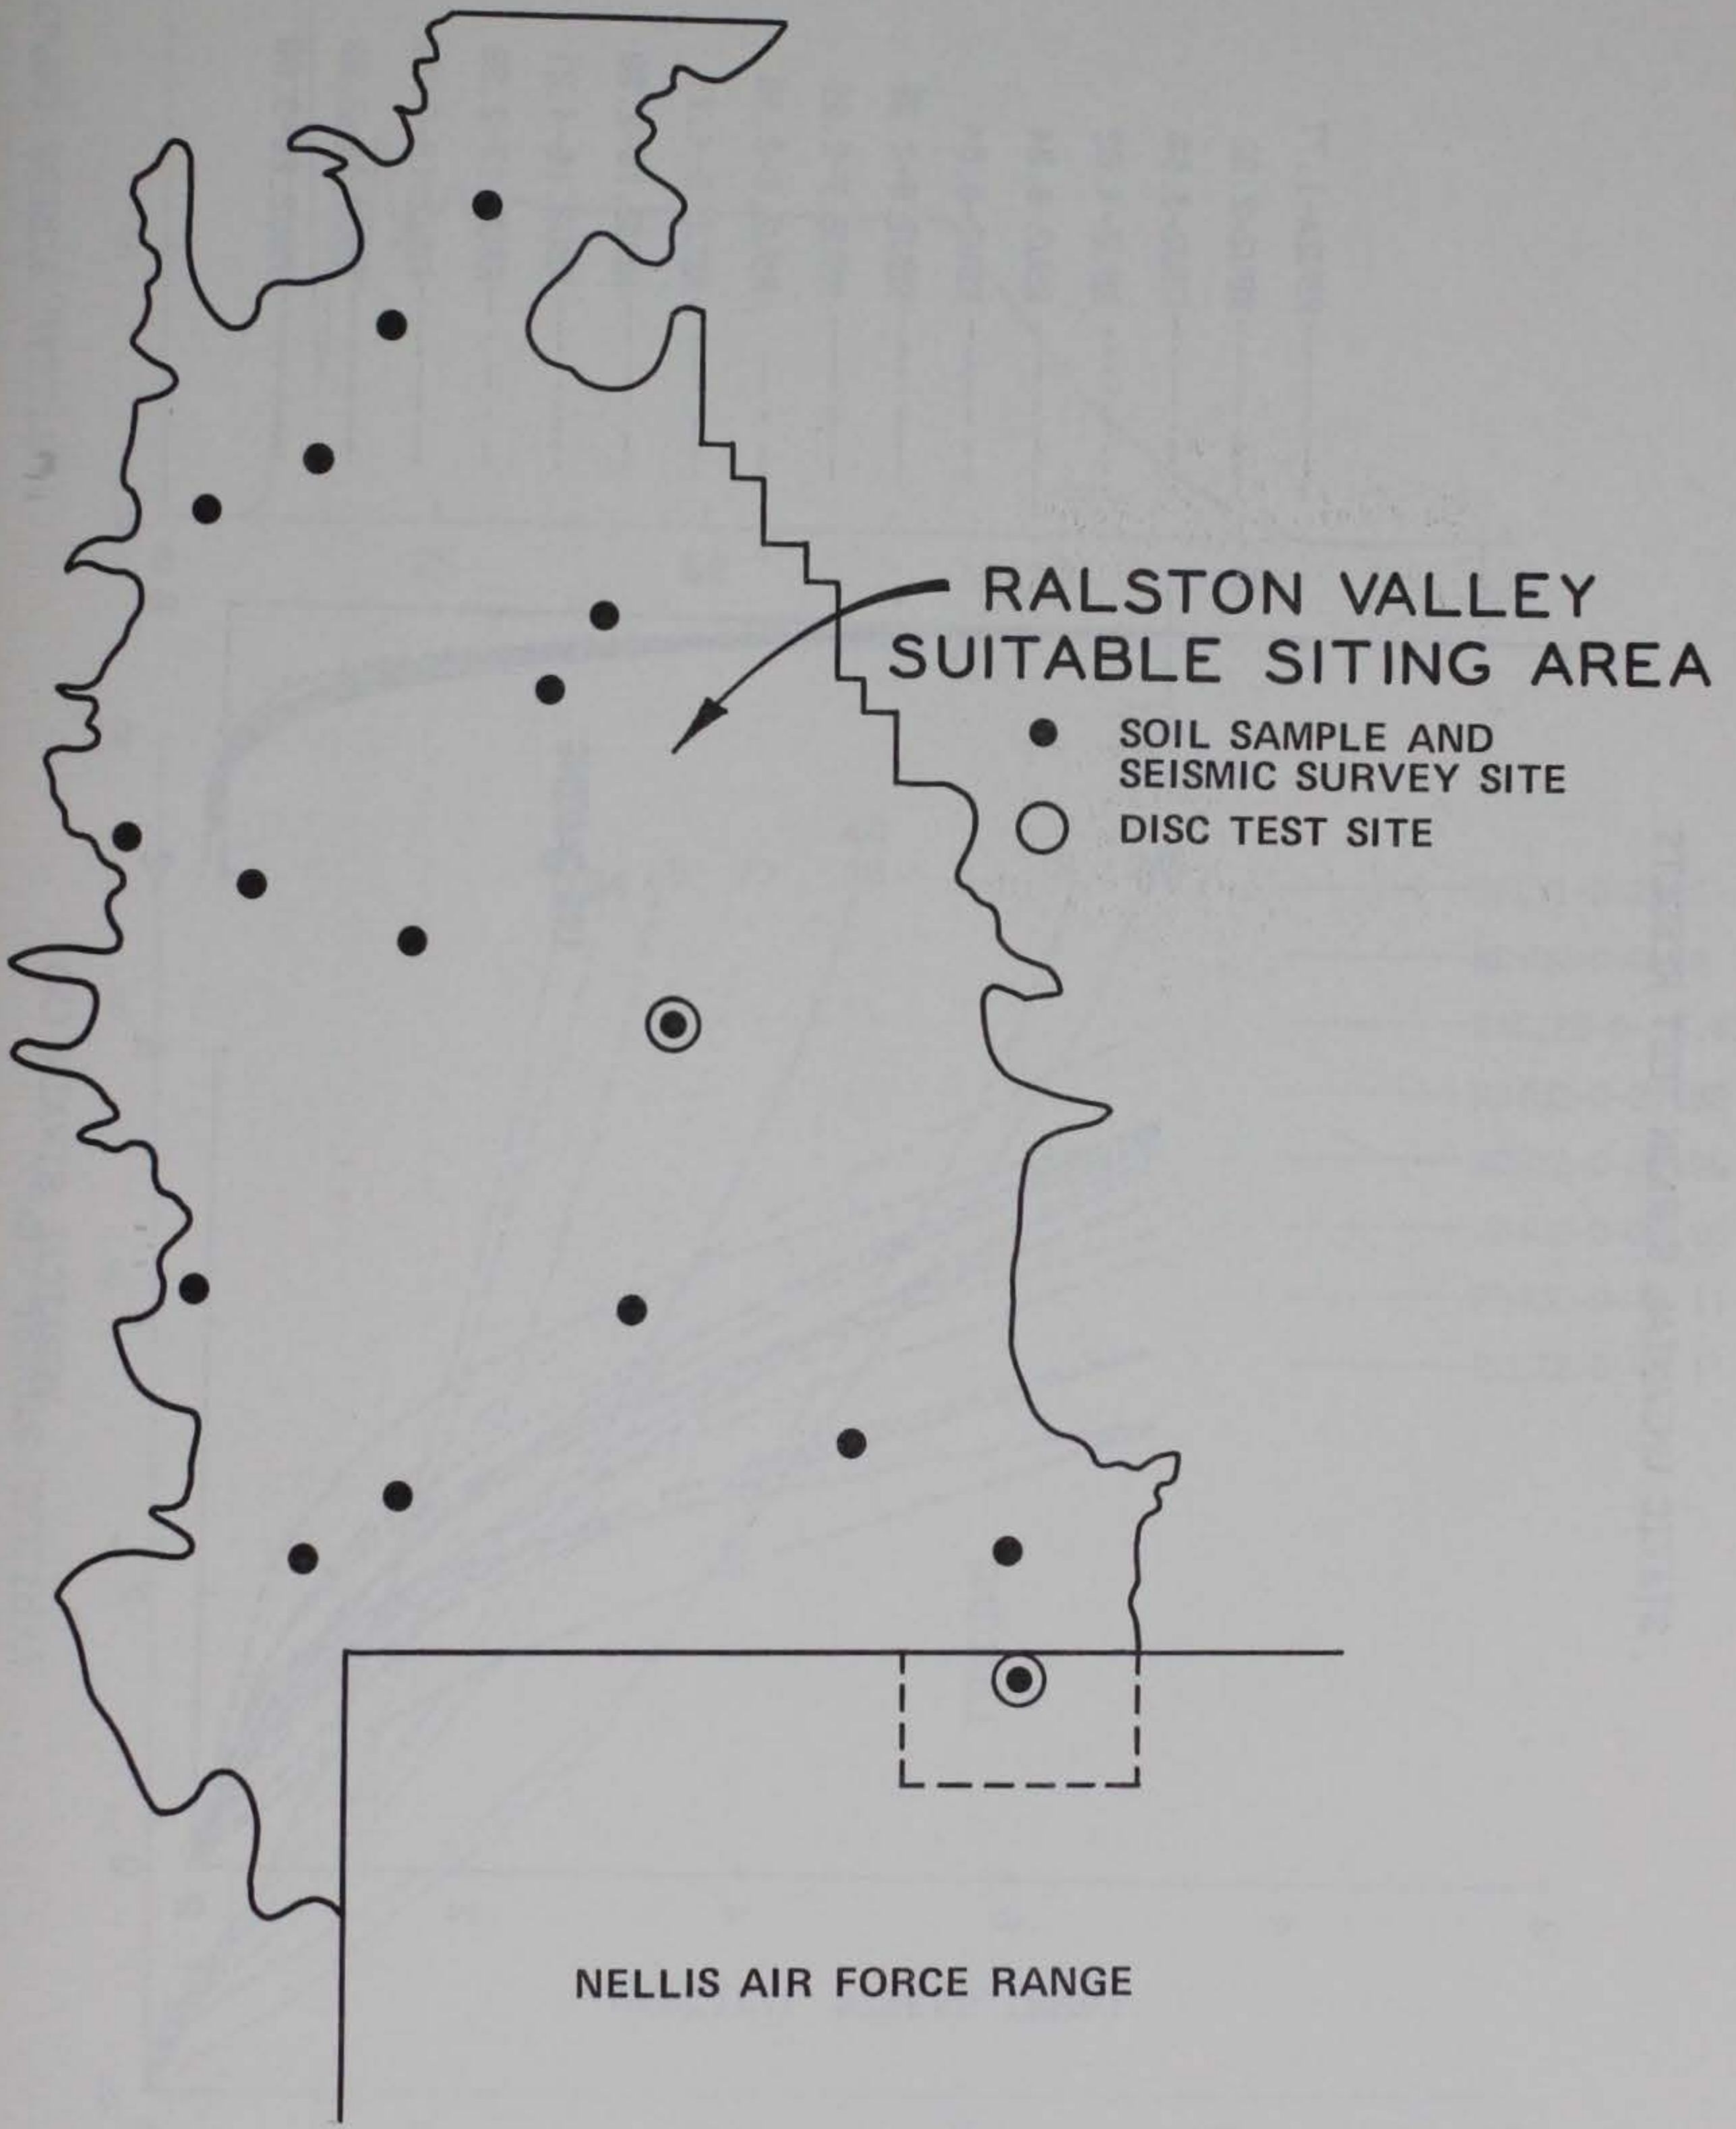 RALSTON VALLEY
SUITABLE SITING AREA
SOIL SAMPLE AND
SEISMIC SURVEY SITE
DISC TEST SITE
NELLIS AIR FORCE RANGE